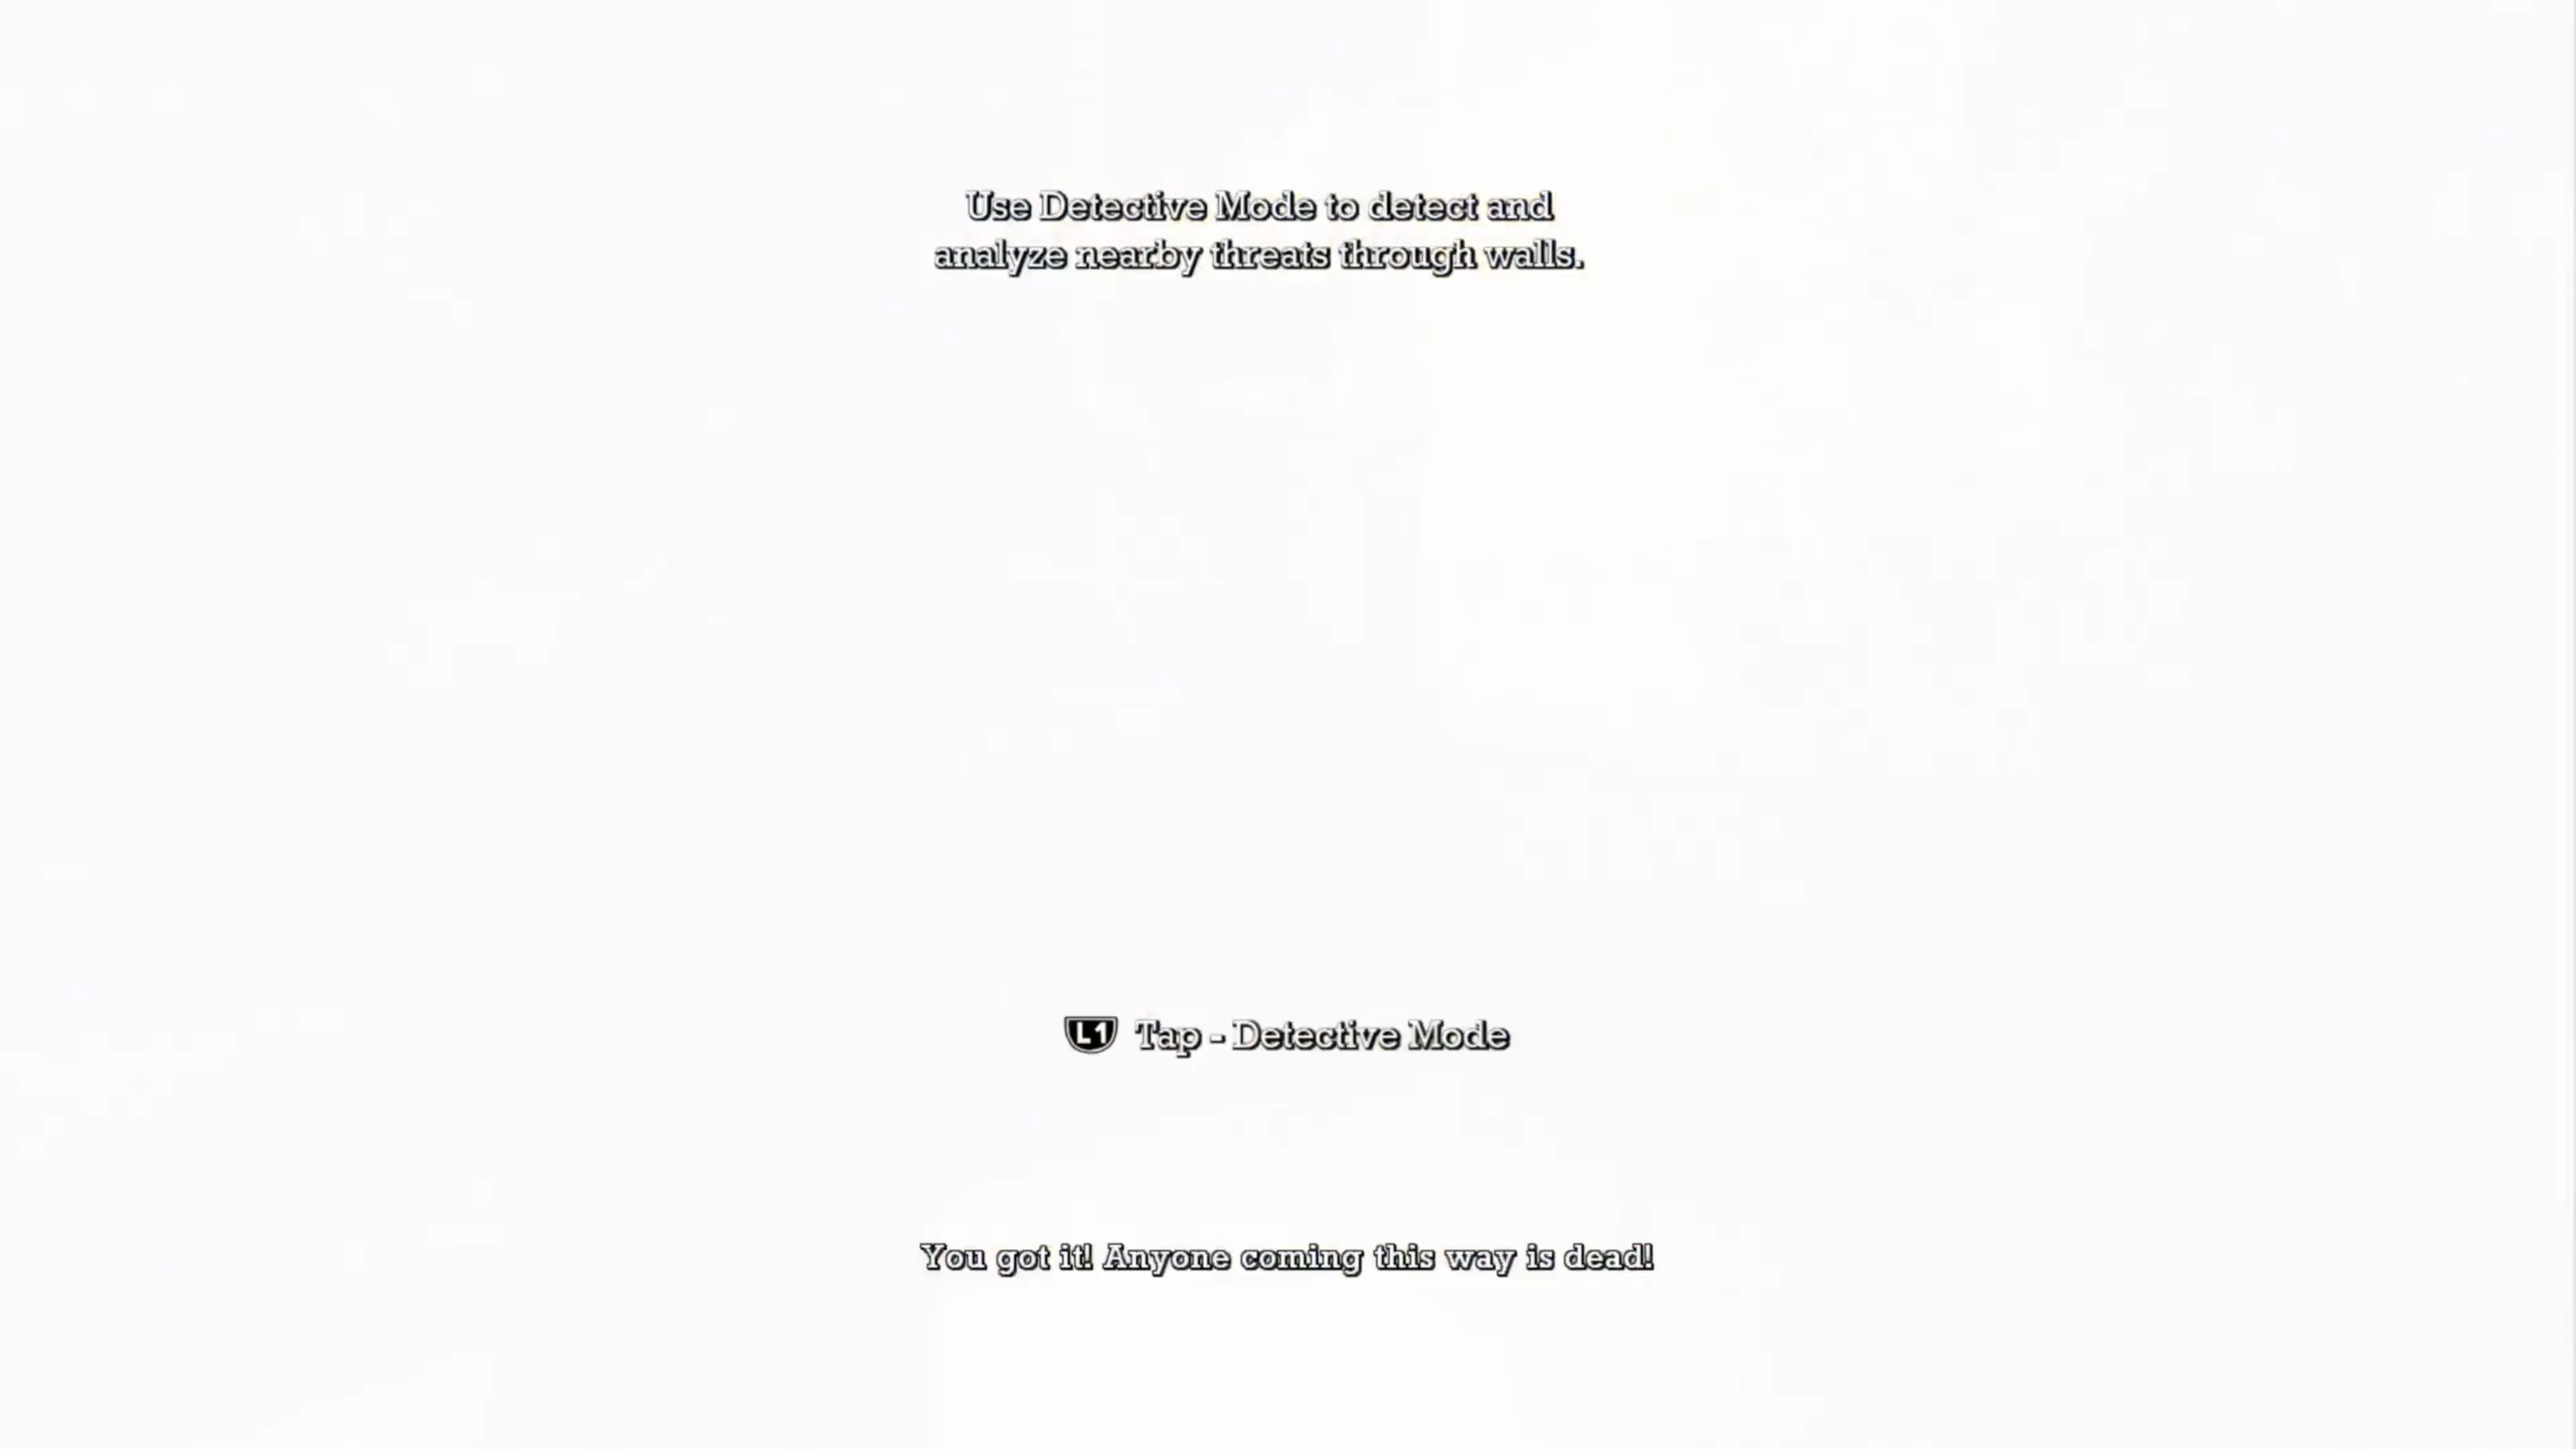 Use Detective Mode to detect and
analyze nearby threats through walls.
L1 Tap - Detective Mode
You got it! Anyone coming this way is dead!